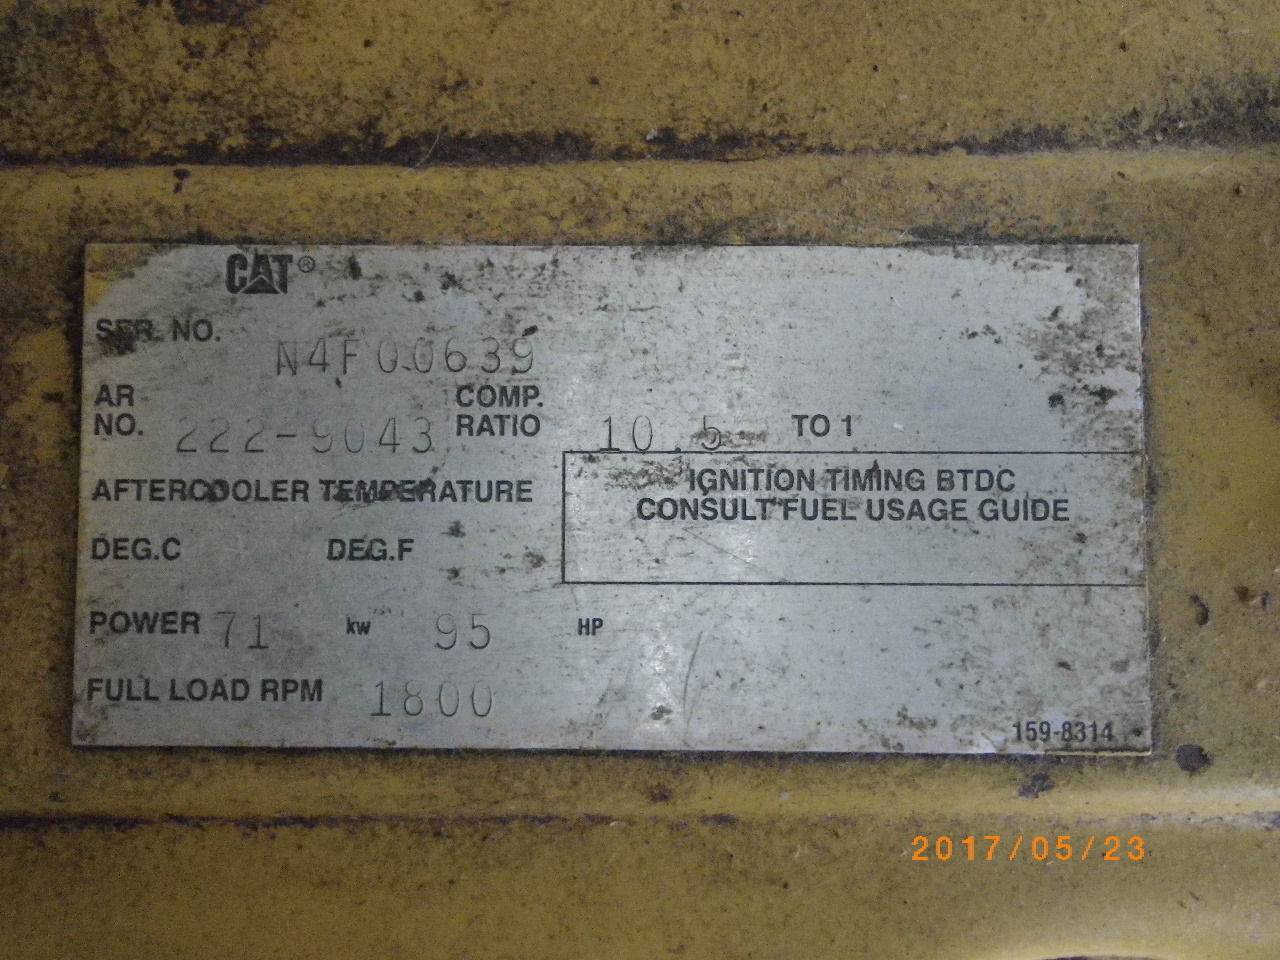 CAT®
SER. NO. N4F00639
AR NO. 222-9043 COMP. RATIO 10.5 TO 1
AFTERCOOLER TEMPERATURE
DEG.C DEG.F
IGNITION TIMING BTDC
CONSULT FUEL USAGE GUIDE
POWER 71 kw 95 HP
FULL LOAD RPM 1800
159-8314
2017/05/23